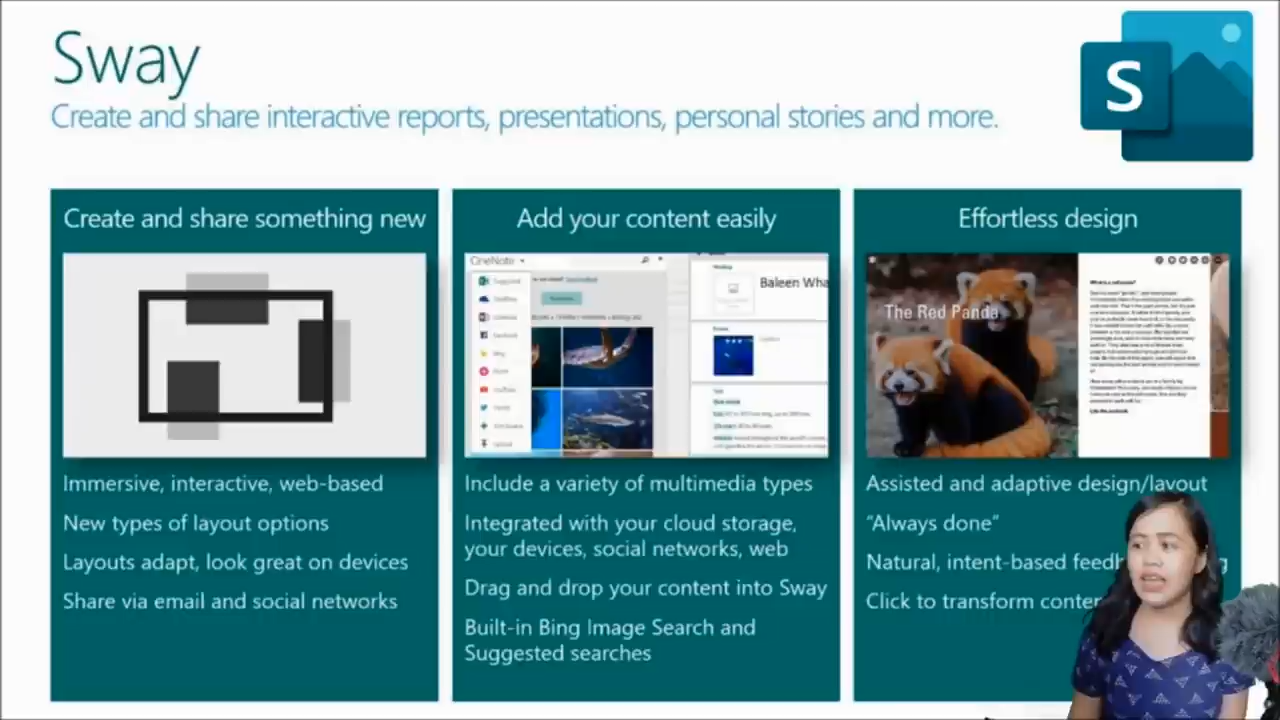 Sway
Create and share interactive reports, presentations, personal stories and more.
S
Create and share something new
Immersive, interactive, web-based
New types of layout options
Layouts adapt, look great on devices
Share via email and social networks
Add your content easily
OneNote
Baleen Wha
Include a variety of multimedia types
Integrated with your cloud storage,
your devices, social networks, web
Drag and drop your content into Sway
Built-in Bing Image Search and
Suggested searches
Effortless design
The Red Panda
Assisted and adaptive design/layout
“Always done”
Natural, intent-based
Click to transform